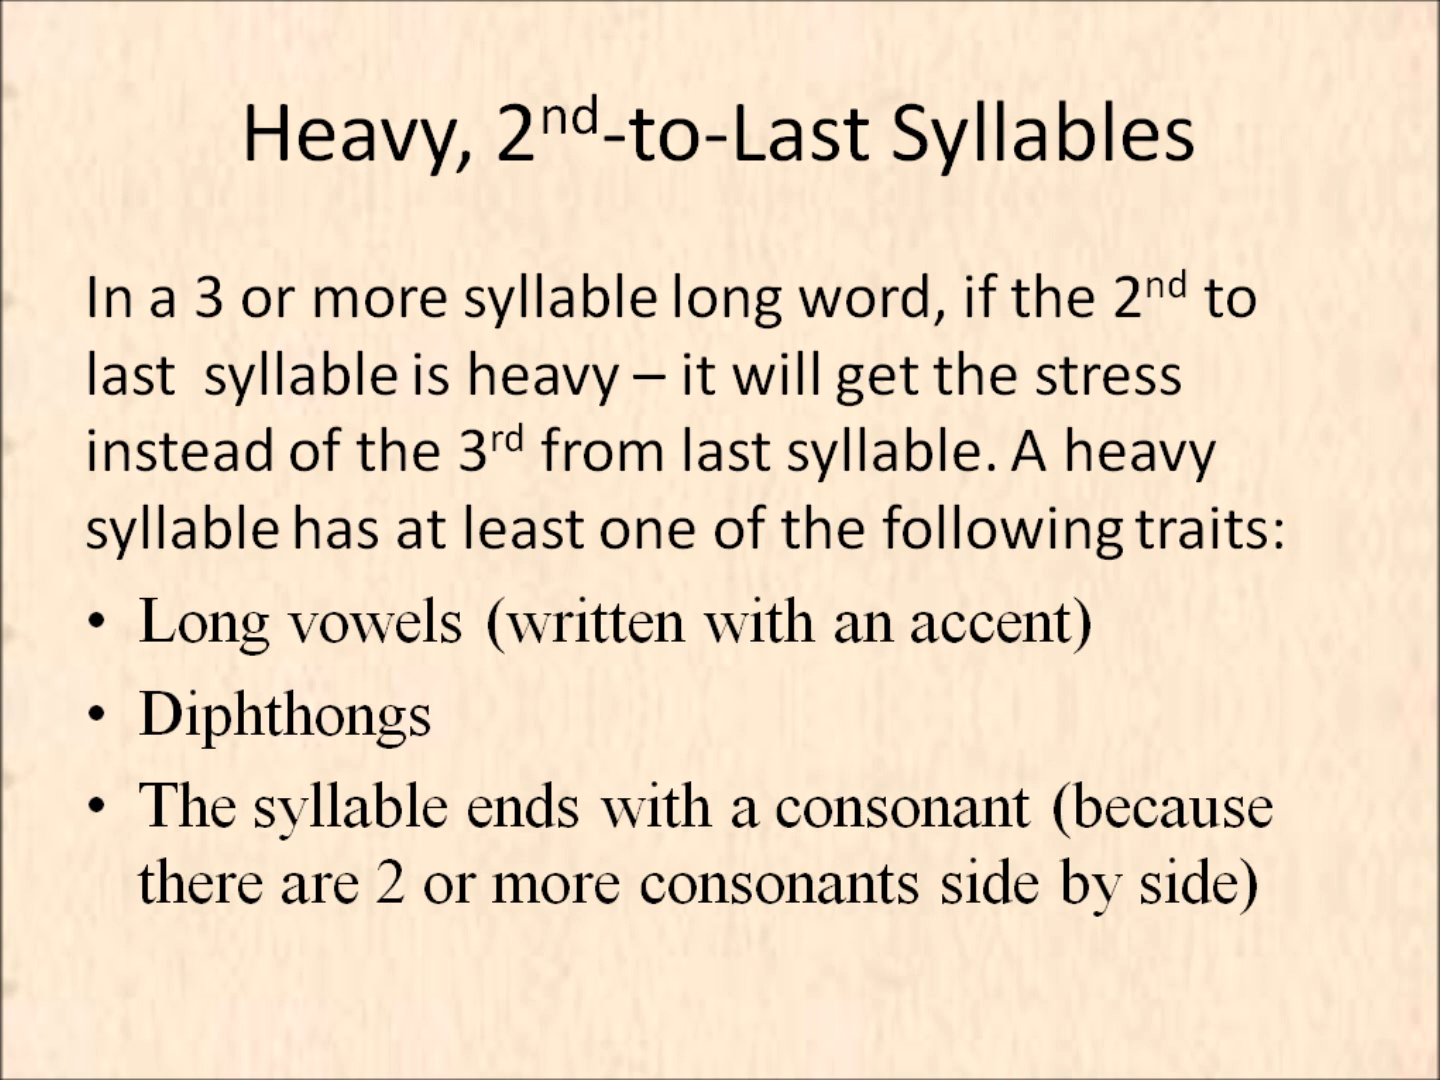 Heavy, 2nd-to-Last Syllables
In a 3 or more syllable long word, if the 2nd to
last syllable is heavy – it will get the stress
instead of the 3rd from last syllable. A heavy
syllable has at least one of the following traits:
• Long vowels (written with an accent)
• Diphthongs
• The syllable ends with a consonant (because
there are 2 or more consonants side by side)